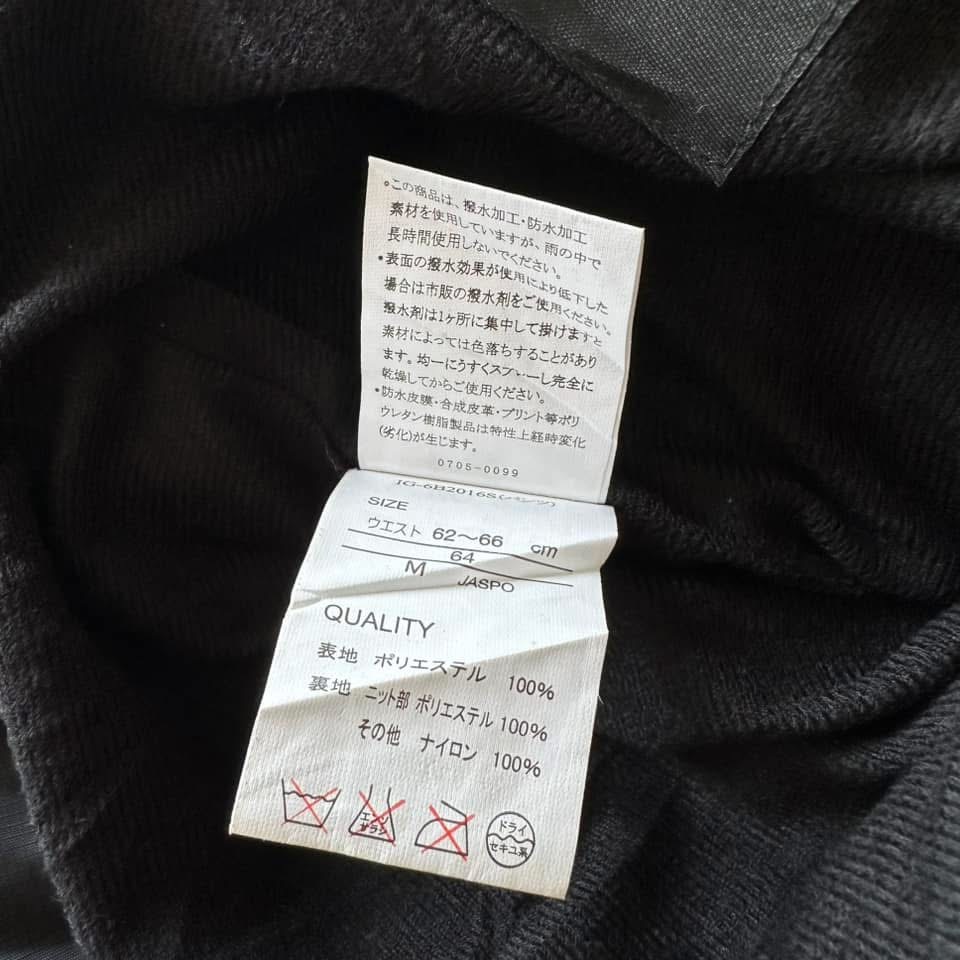 •この商品は、撥水加工・防水加工
素材を使用していますが、雨の中で
長時間使用しないでください。
•表面の撥水効果が使用により低下した
場合は市販の撥水剤をご使用ください。
撥水剤は1ヶ所に集中して掛けますと
素材によっては色落ちすることがあり
ます。均一にうすくスプレーし完全に
乾燥してからご使用ください。
•防水皮膜・合成皮革・プリント等ポリ
ウレタン樹脂製品は特性上経時変化
(劣化)が生じます。
0705-0099
IG-6B2016S(パンツ)
SIZE
ウエスト 62〜66 cm
64
M JASPO
QUALITY
表地 ポリエステル 100%
裏地 ニット部 ポリエステル 100%
その他 ナイロン 100%
エンソ
サラシ
ドライ
セキユ系